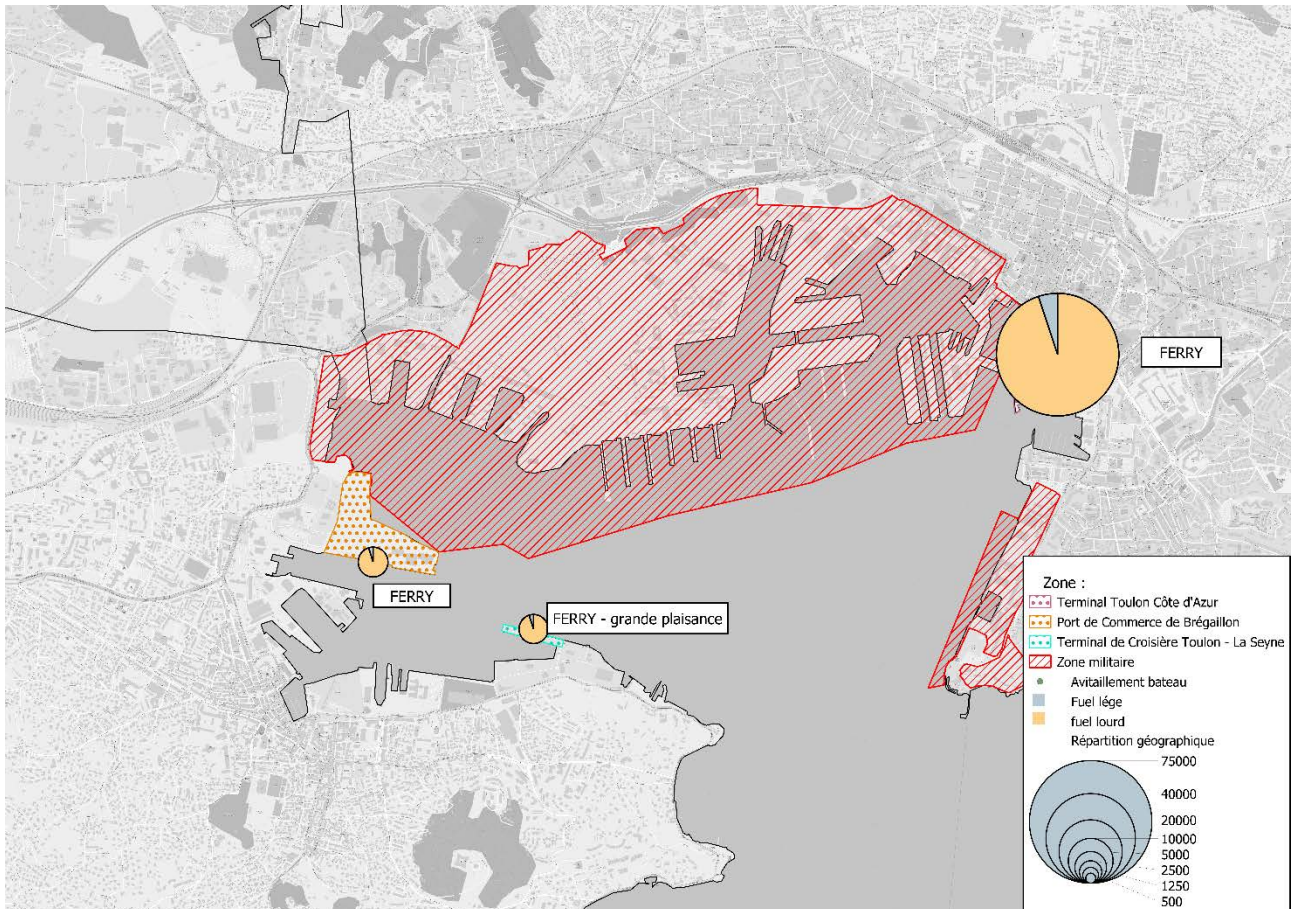 FERRY
FERRY
FERRY - grande plaisance
Zone :
Terminal Toulon Côte d'Azur
Port de Commerce de Brégaillon
Terminal de Croisière Toulon - La Seyne
Zone militaire
Avitaillement bateau
Fuel lége
fuel lourd
Répartition géographique
75000
40000
20000
10000
5000
2500
1250
500